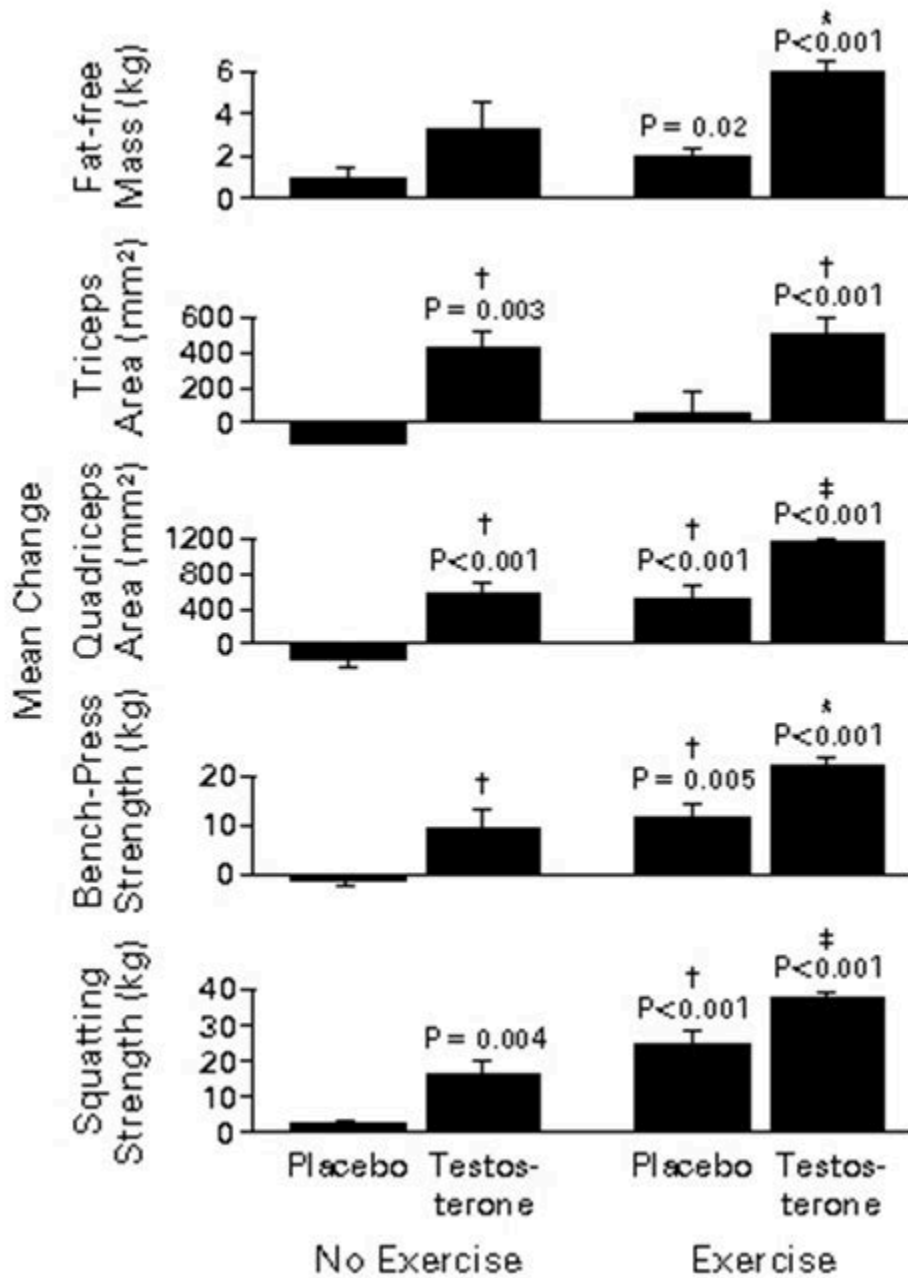 Mean Change
Fat-free
Mass (kg)
6
4
2
0
P = 0.02
*
P<0.001
Triceps
Area (mm²)
600
400
200
0
†
P = 0.003
†
P<0.001
Quadriceps
Area (mm²)
1200
800
400
0
†
P<0.001
†
P<0.001
‡
P<0.001
Bench-Press
Strength (kg)
20
10
0
†
†
P = 0.005
*
P<0.001
Squatting
Strength (kg)
40
30
20
10
0
P = 0.004
†
P<0.001
‡
P<0.001
Placebo
Testos-
terone
Placebo
Testos-
terone
No Exercise
Exercise